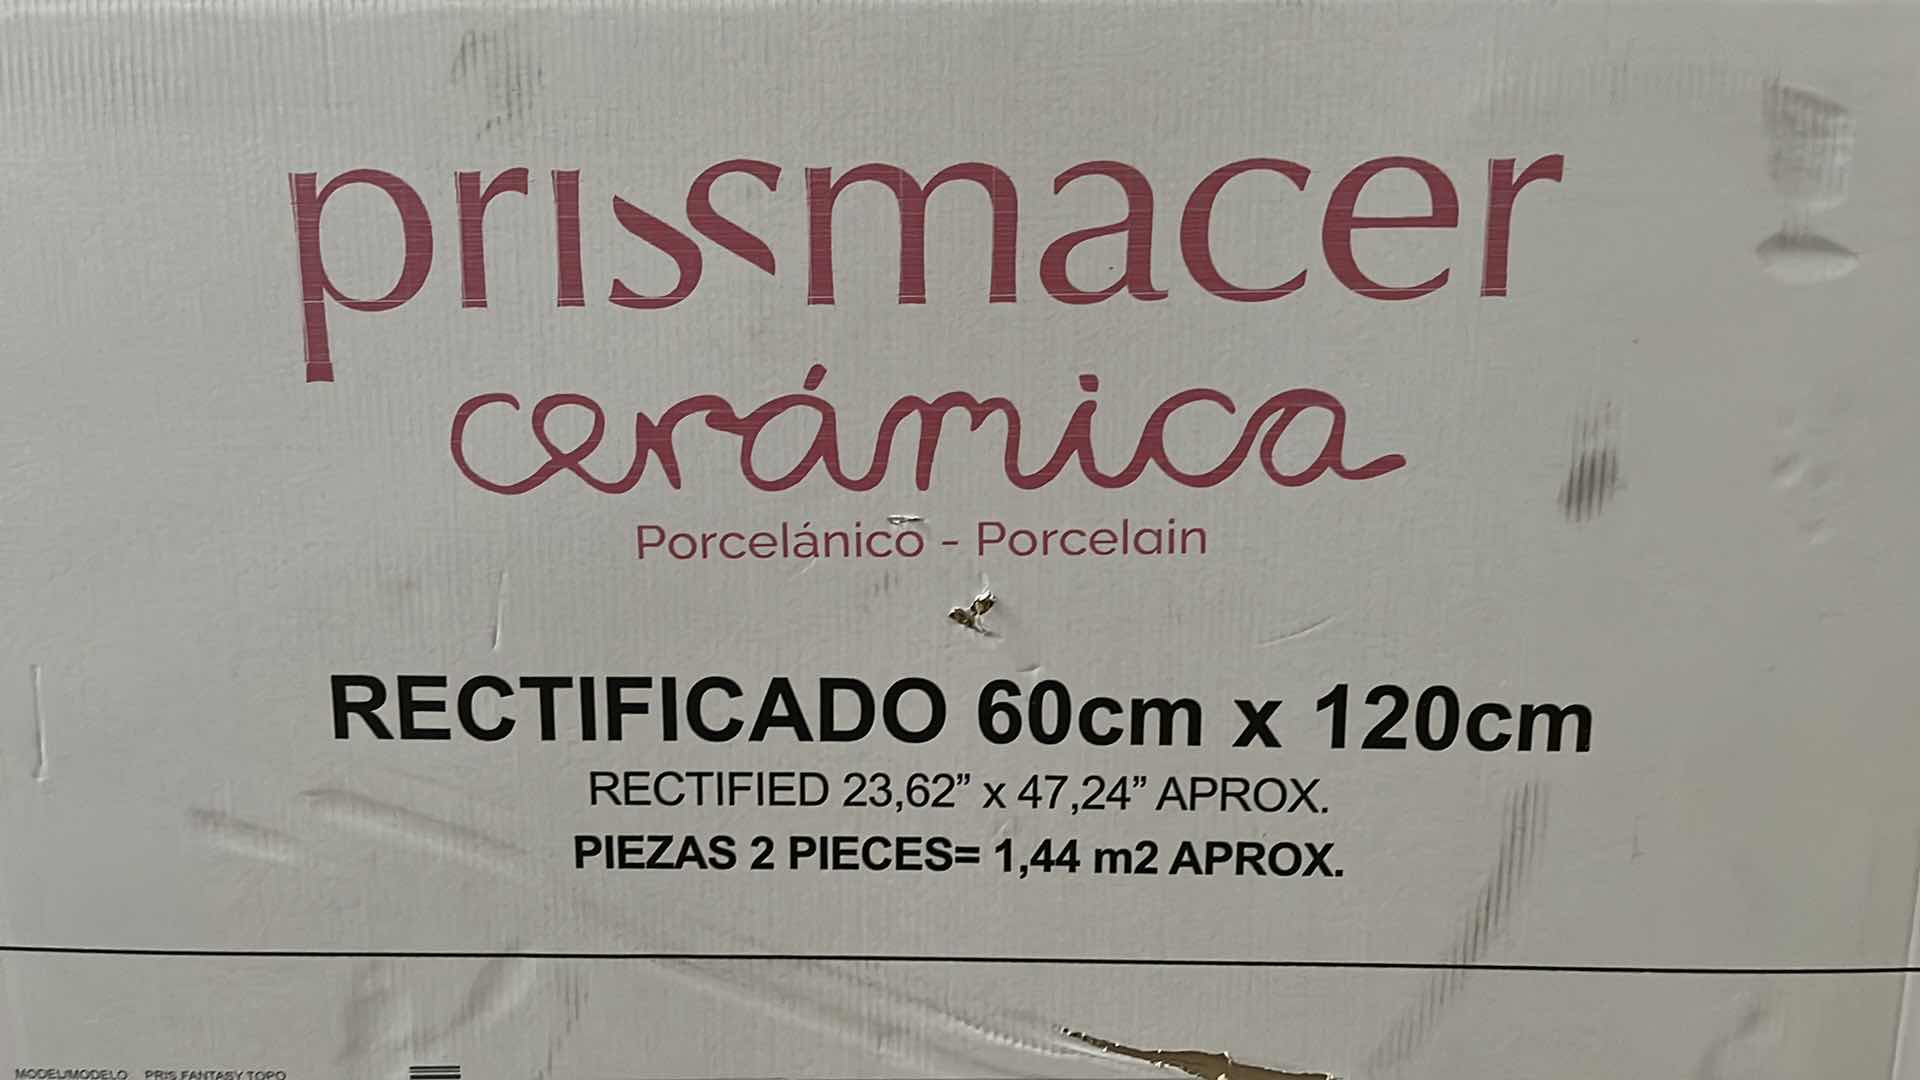 prissmacer
cerámica
Porcelánico - Porcelain
RECTIFICADO 60cm x 120cm
RECTIFIED 23,62” x 47,24” APROX.
PIEZAS 2 PIECES= 1,44 m2 APROX.
MODEL/MODELO PRIS FANTASY TOPO